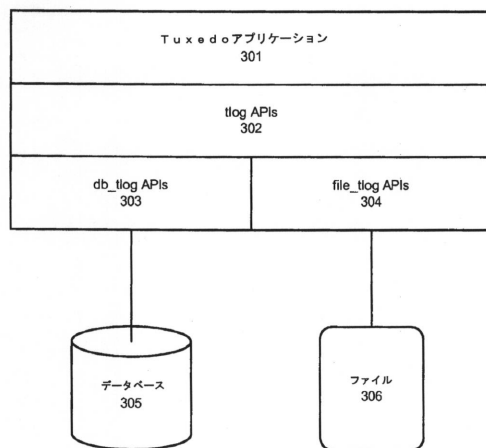 Ｔｕｘｅｄｏアプリケーション
301
tlog APIs
302
db_tlog APIs
303
file_tlog APIs
304
データベース
305
ファイル
306